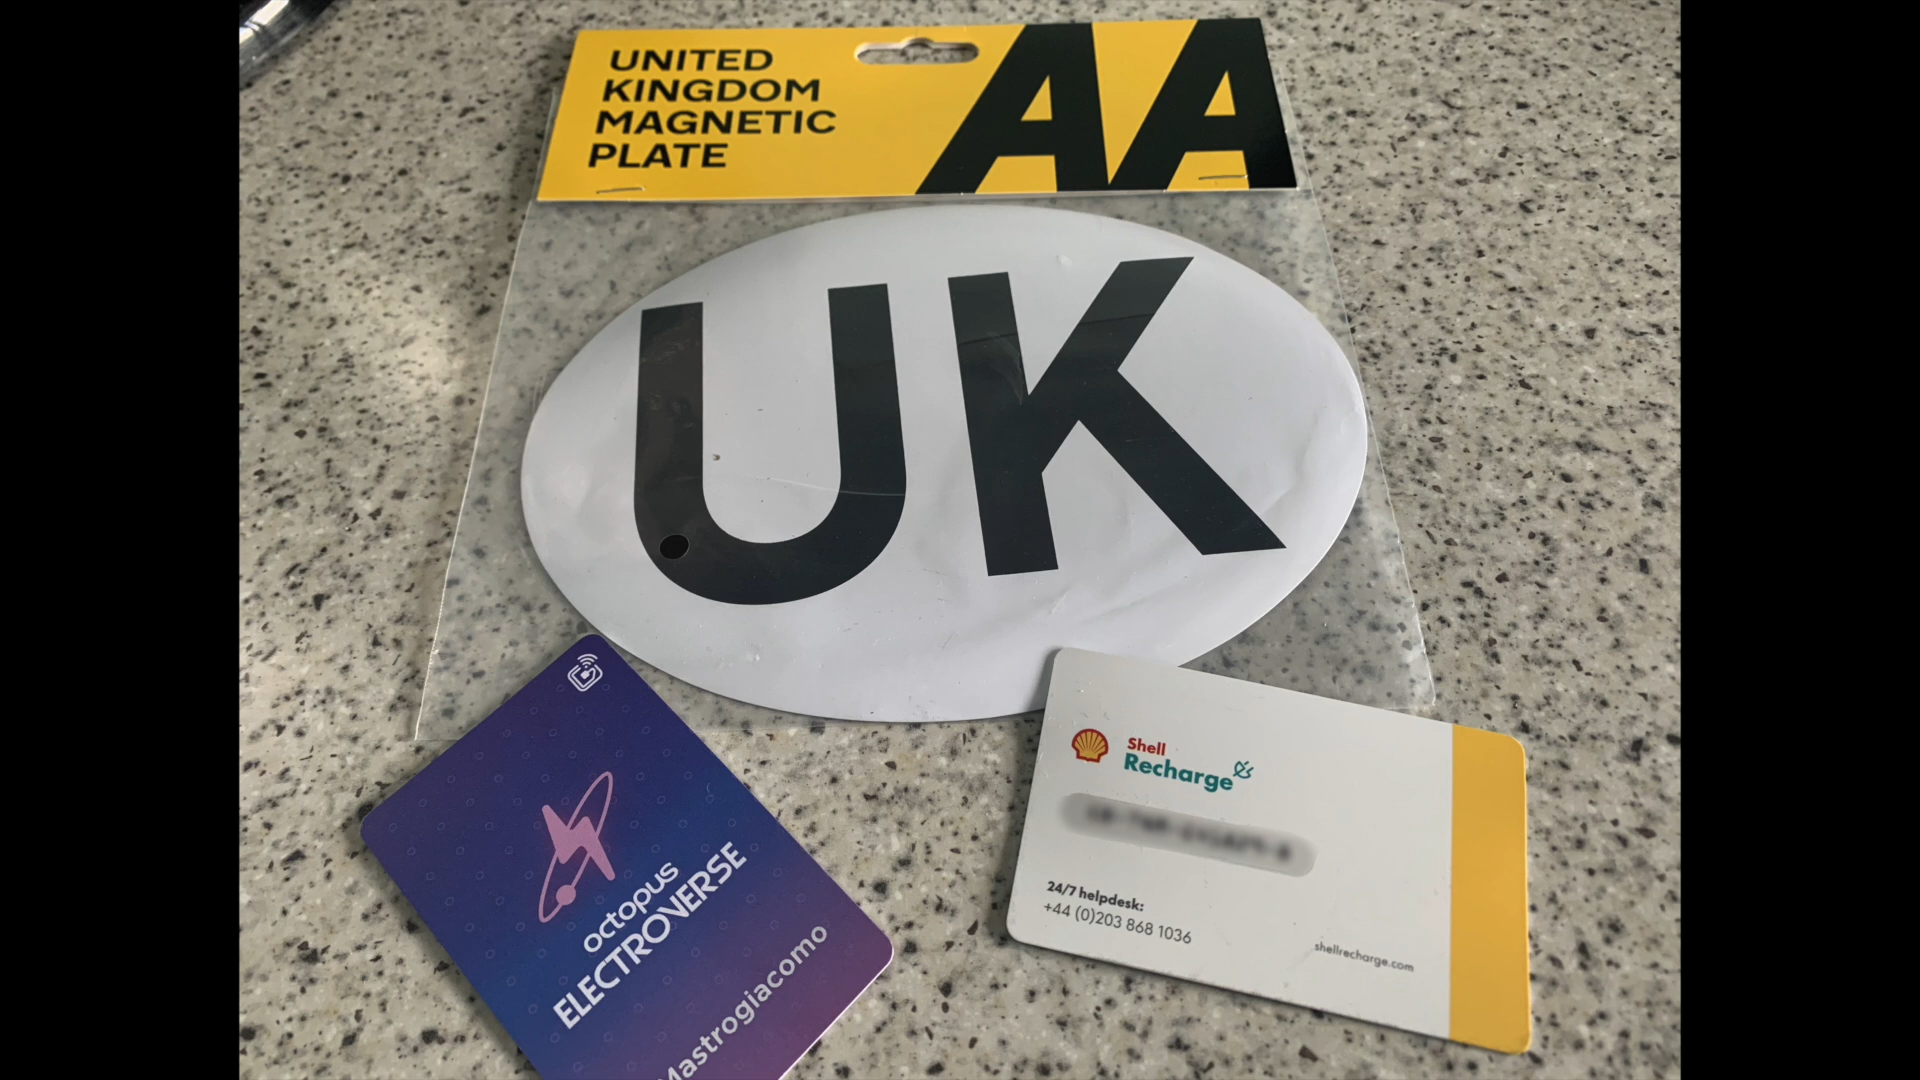 UNITED
KINGDOM
MAGNETIC
PLATE
AA
UK
octopus
ELECTROVERSE
Mastrogiacomo
Shell
Recharge
24/7 helpdesk:
+44 (0)203 868 1036
shellrecharge.com